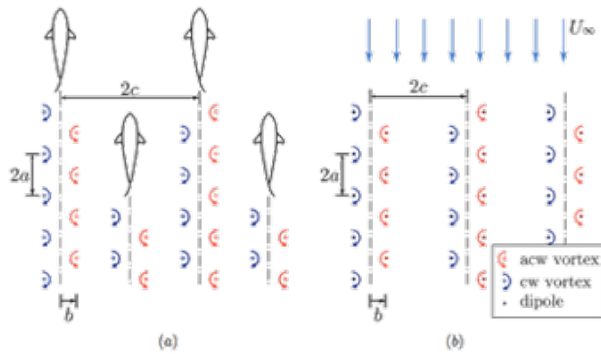 U∞
2c
2c
2a
2a
acw vortex
cw vortex
dipole
b
b
(a)
(b)